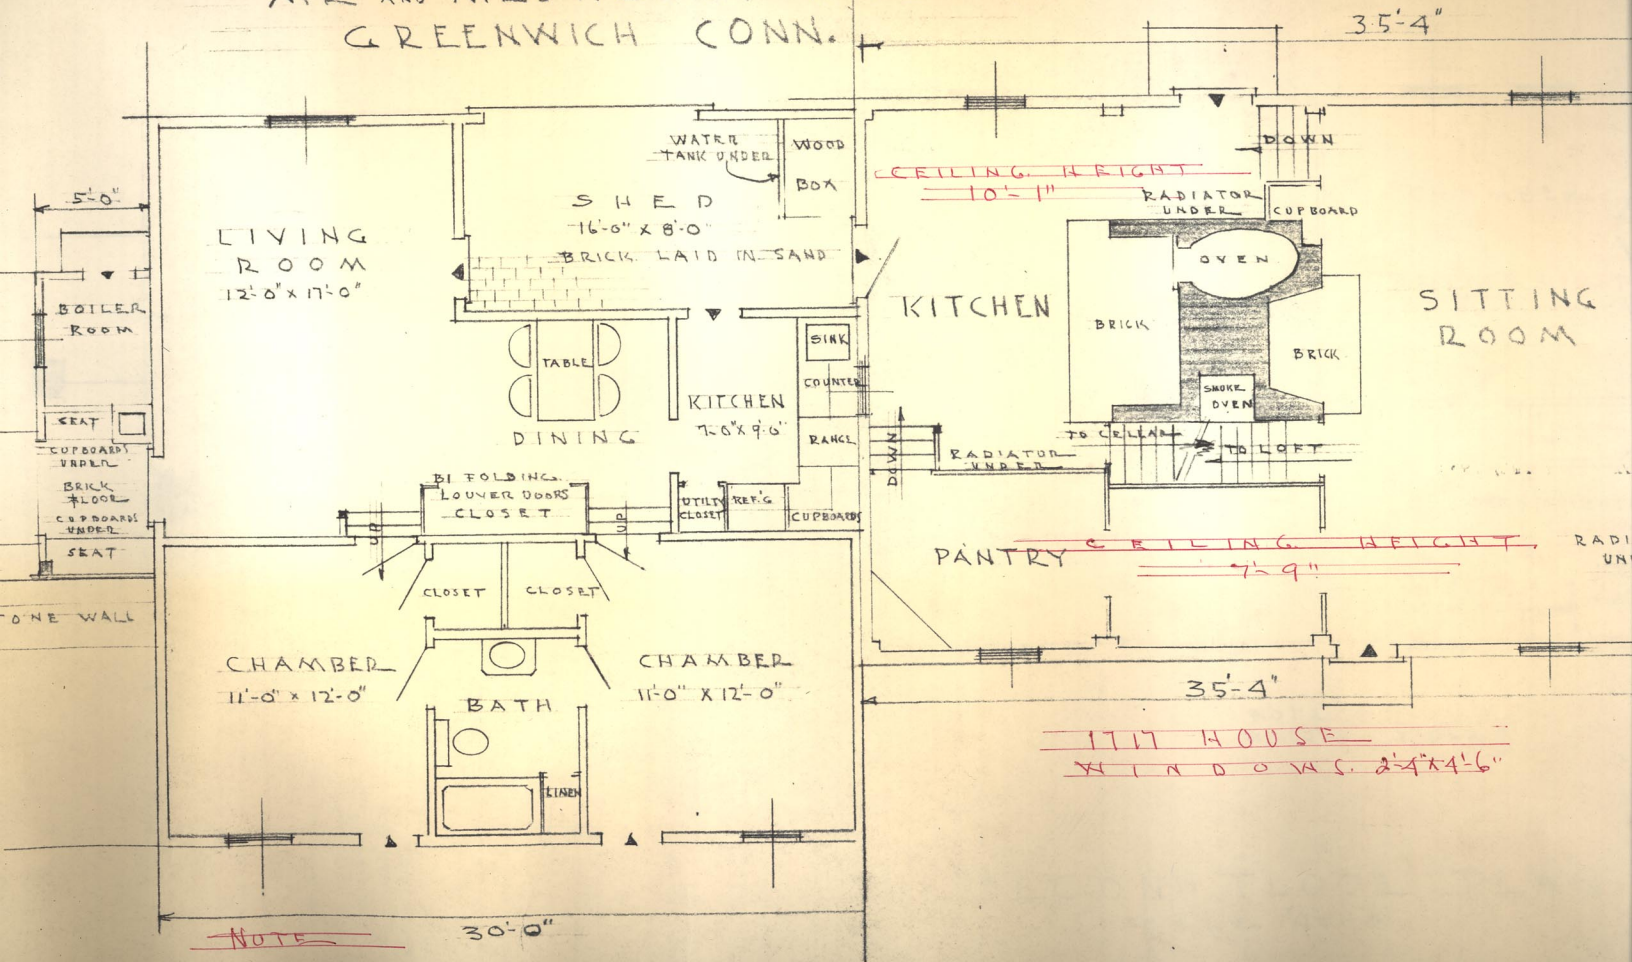 GREENWICH CONN.
35'-4"
WATER
TANK UNDER
WOOD
BOX
DOWN
CEILING HEIGHT
10'-1"
5'-0"
SHED
16'-0" X 8'-0"
BRICK LAID IN SAND
RADIATOR
UNDER
CUPBOARD
LIVING
ROOM
12'-0" X 17'-0"
OVEN
BOILER
ROOM
KITCHEN
SITTING
ROOM
BRICK
BRICK
SINK
TABLE
COUNTER
SMOKE
OVEN
KITCHEN
7'-0" X 9'-0"
SEAT
DINING
RANGE
DOWN
TO CELLAR
TO LOFT
CUPBOARDS
UNDER
RADIATOR
UNDER
BRICK
FLOOR
BI FOLDING
LOUVER DOORS
CLOSET
UTILTY
CLOSET
REF'G
CUPBOARDS
CUPBOARDS
UNDER
UP
UP
SEAT
PANTRY
CEILING HEIGHT.
7'-9"
CLOSET
CLOSET
WALL
CHAMBER
11'-0" X 12'-0"
CHAMBER
11'-0" X 12'-0"
BATH
35'-4"
1717 HOUSE
WINDOWS. 2'-4" X 4'-6"
LINEN
30'-0"
NOTE